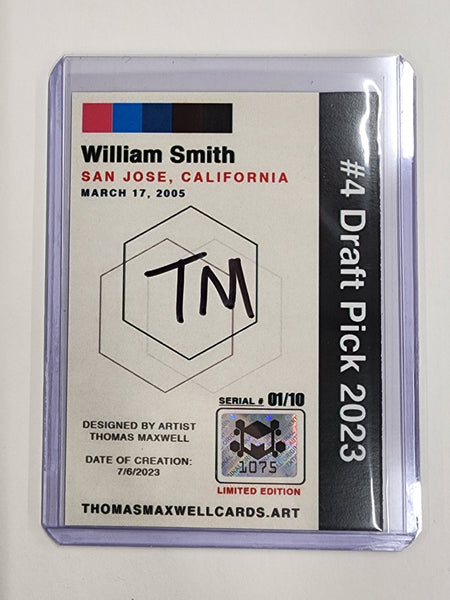 William Smith
SAN JOSE, CALIFORNIA
MARCH 17, 2005
TM
SERIAL # 01/10
DESIGNED BY ARTIST
THOMAS MAXWELL
DATE OF CREATION:
7/6/2023
M
1075
LIMITED EDITION
THOMASMAXWELLCARDS.ART
#4 Draft Pick 2023